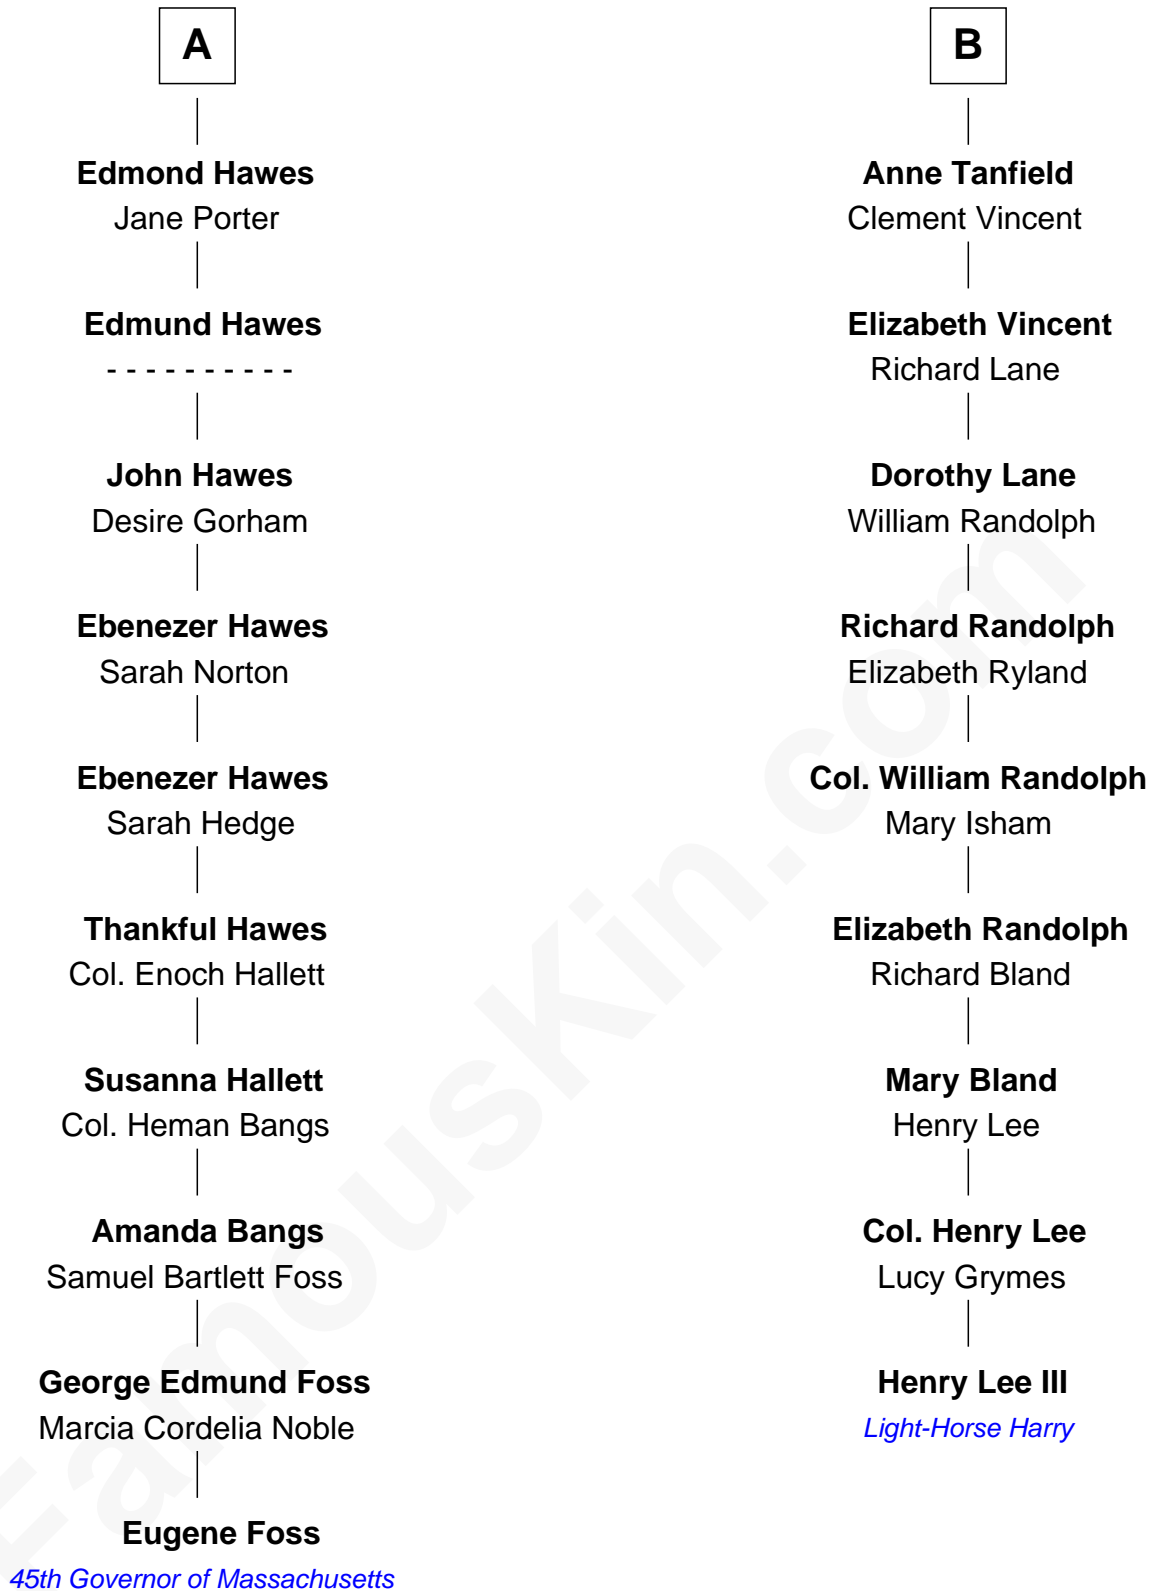 A
Edmond Hawes
Jane Porter
Edmund Hawes
- - - - - - - - - -
John Hawes
Desire Gorham
Ebenezer Hawes
Sarah Norton
Ebenezer Hawes
Sarah Hedge
Thankful Hawes
Col. Enoch Hallett
Susanna Hallett
Col. Heman Bangs
Amanda Bangs
Samuel Bartlett Foss
George Edmund Foss
Marcia Cordelia Noble
Eugene Foss
45th Governor of Massachusetts
B
Anne Tanfield
Clement Vincent
Elizabeth Vincent
Richard Lane
Dorothy Lane
William Randolph
Richard Randolph
Elizabeth Ryland
Col. William Randolph
Mary Isham
Elizabeth Randolph
Richard Bland
Mary Bland
Henry Lee
Col. Henry Lee
Lucy Grymes
Henry Lee III
Light-Horse Harry
FamousKin.com